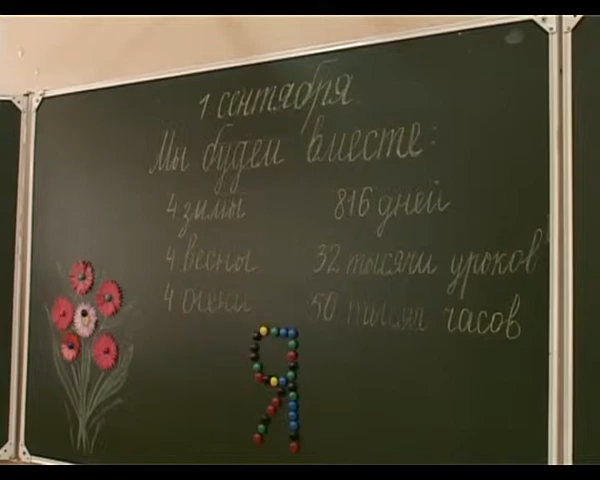 1 сентября
Мы будем вместе:
4 зимы 816 дней
4 весны 32 тысячи уроков
4 осени 50 тысяч часов
Я